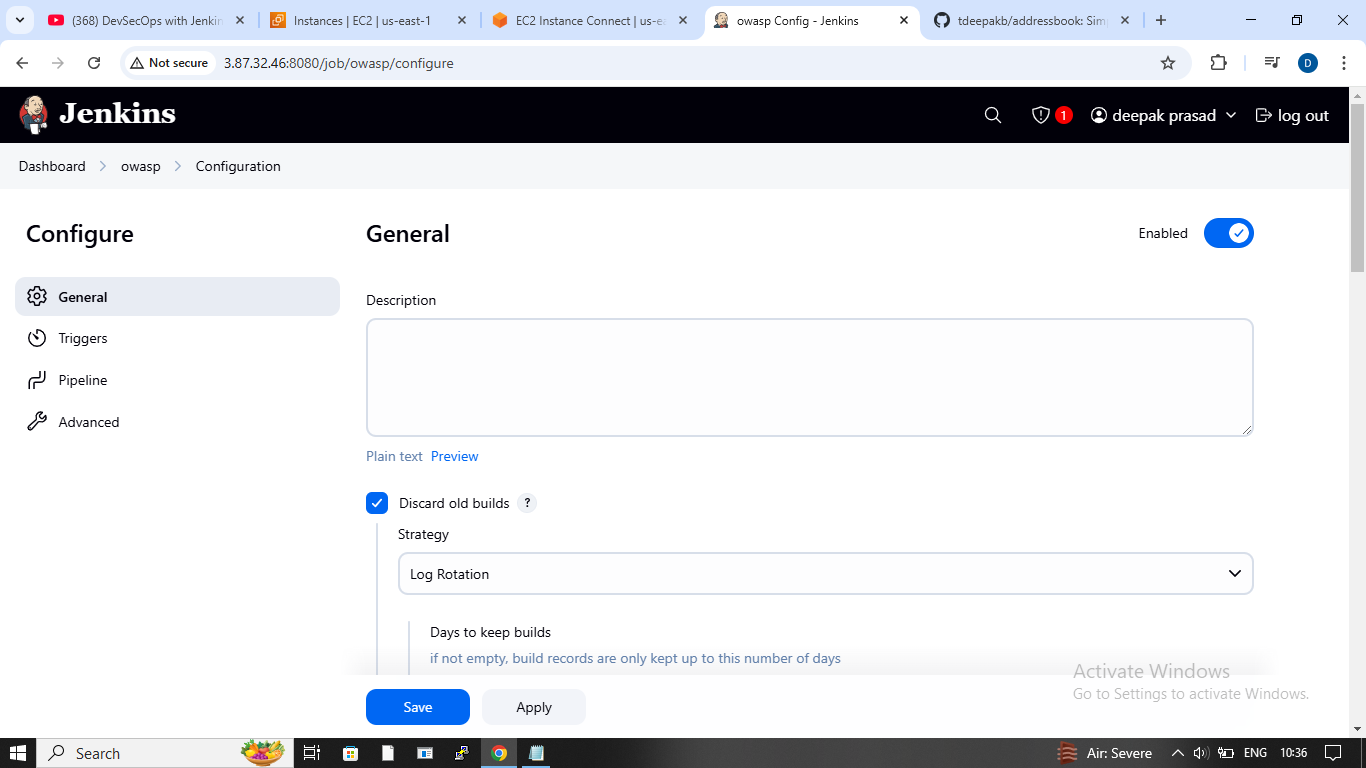 (368) DevSecOps with Jenkin
Instances | EC2 | us-east-1
EC2 Instance Connect | us-ea
owasp Config - Jenkins
tdeepakb/addressbook: Sim
Not secure
3.87.32.46:8080/job/owasp/configure
D
Jenkins
1
deepak prasad
log out
Dashboard
owasp
Configuration
Configure
General
Triggers
Pipeline
Advanced
General
Enabled
Description
Plain text Preview
Discard old builds ?
Strategy
Log Rotation
Days to keep builds
if not empty, build records are only kept up to this number of days
Save
Apply
Activate Windows
Go to Settings to activate Windows.
Search
Air: Severe
ENG
10:36